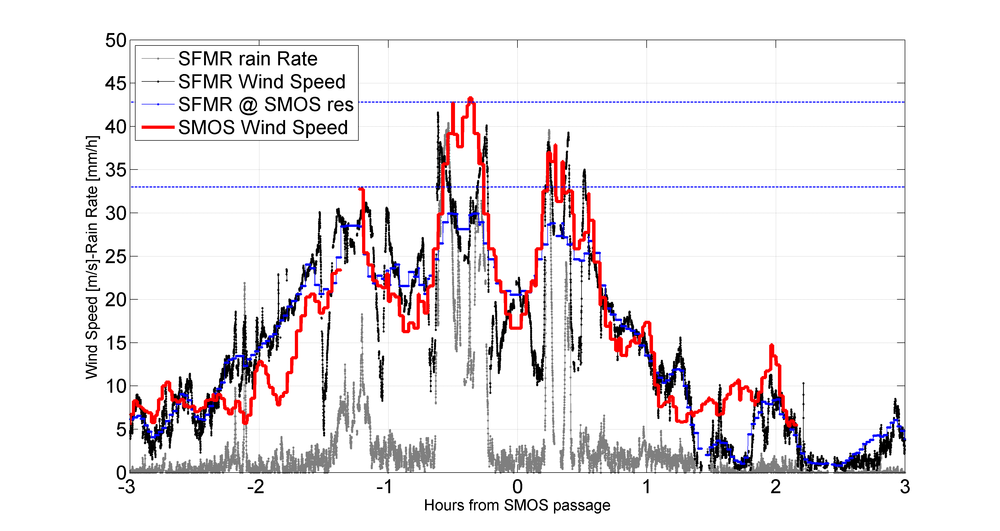 50
45
40
35
30
25
20
15
10
5
0
Wind Speed [m/s]-Rain Rate [mm/h]
SFMR rain Rate
SFMR Wind Speed
SFMR @ SMOS res
SMOS Wind Speed
-3 -2 -1 0 1 2 3
Hours from SMOS passage